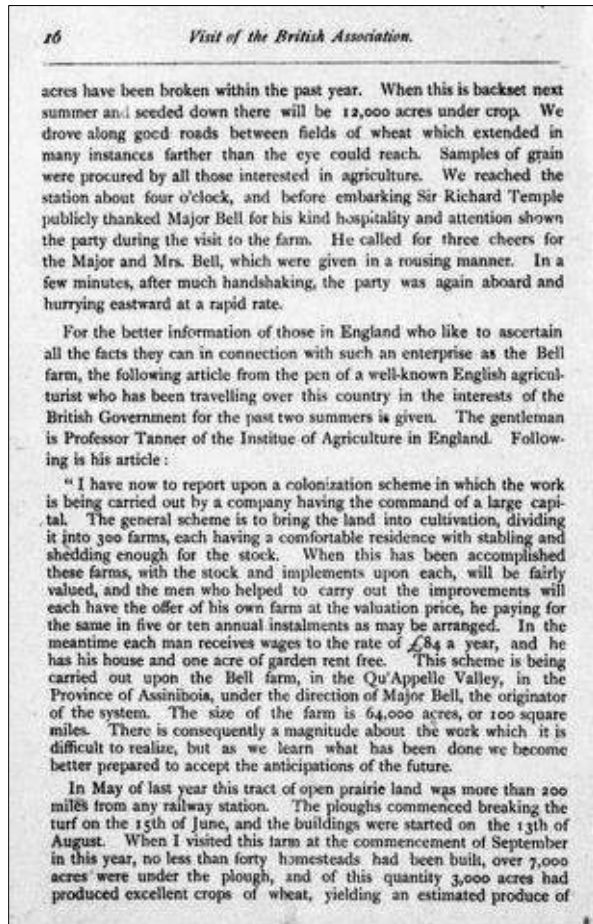 16 Visit of the British Association.
acres have been broken within the past year. When this is backset next
summer and seeded down there will be 12,000 acres under crop. We
drove along good roads between fields of wheat which extended in
many instances farther than the eye could reach. Samples of grain
were procured by all those interested in agriculture. We reached the
station about four o'clock, and before embarking Sir Richard Temple
publicly thanked Major Bell for his kind hospitality and attention shown
the party during the visit to the farm. He called for three cheers for
the Major and Mrs. Bell, which were given in a rousing manner. In a
few minutes, after much handshaking, the party was again aboard and
hurrying eastward at a rapid rate.
For the better information of those in England who like to ascertain
all the facts they can in connection with such an enterprise as the Bell
farm, the following article from the pen of a well-known English agricul-
turist who has been travelling over this country in the interests of the
British Government for the past two summers is given. The gentleman
is Professor Tanner of the Institue of Agriculture in England. Follow-
ing is his article :
" I have now to report upon a colonization scheme in which the work
is being carried out by a company having the command of a large capi-
tal. The general scheme is to bring the land into cultivation, dividing
it into 300 farms, each having a comfortable residence with stabling and
shedding enough for the stock. When this has been accomplished
these farms, with the stock and implements upon each, will be fairly
valued, and the men who helped to carry out the improvements will
each have the offer of his own farm at the valuation price, he paying for
the same in five or ten annual instalments as may be arranged. In the
meantime each man receives wages to the rate of £84 a year, and he
has his house and one acre of garden rent free. This scheme is being
carried out upon the Bell farm, in the Qu'Appelle Valley, in the
Province of Assiniboia, under the direction of Major Bell, the originator
of the system. The size of the farm is 64,000 acres, or 100 square
miles. There is consequently a magnitude about the work which it is
difficult to realize, but as we learn what has been done we become
better prepared to accept the anticipations of the future.
In May of last year this tract of open prairie land was more than 200
miles from any railway station. The ploughs commenced breaking the
turf on the 15th of June, and the buildings were started on the 13th of
August. When I visited this farm at the commencement of September
in this year, no less than forty homesteads had been built, over 7,000
acres were under the plough, and of this quantity 3,000 acres had
produced excellent crops of wheat, yielding an estimated produce of